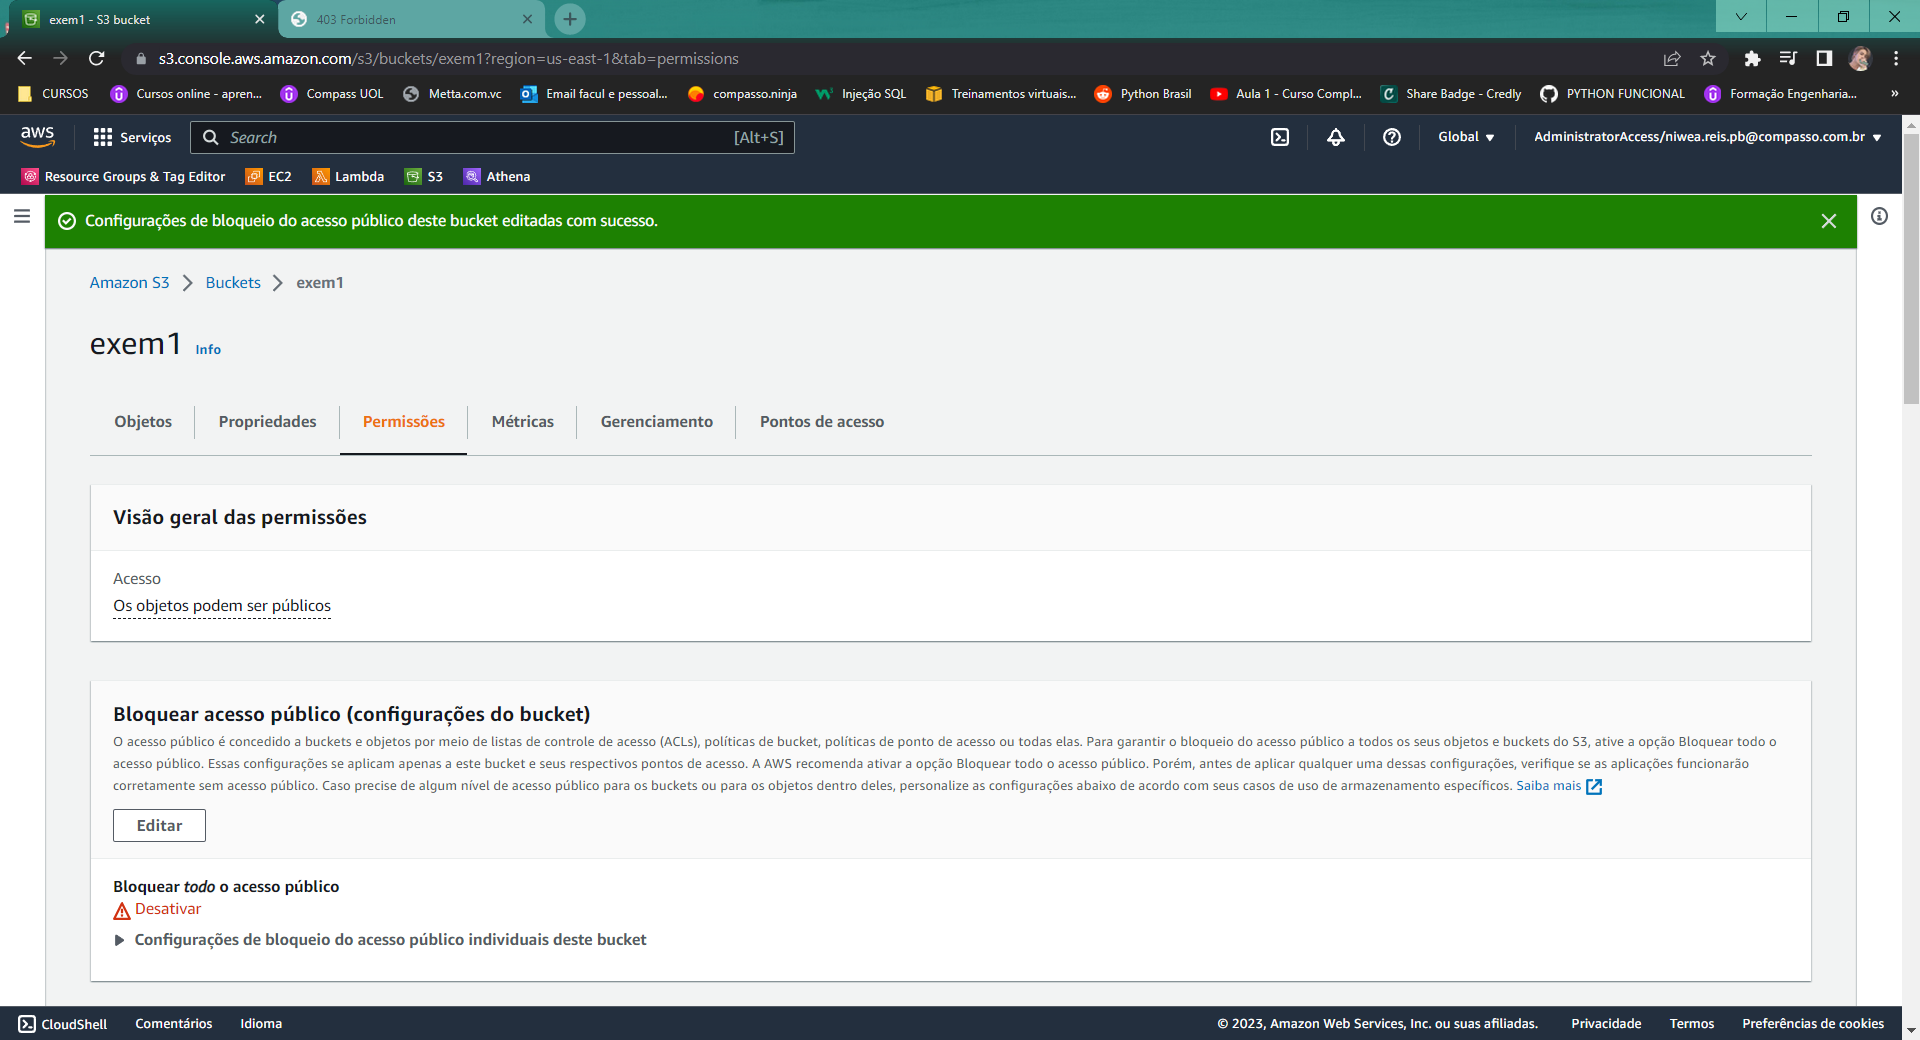 exem1 - S3 bucket
403 Forbidden
s3.console.aws.amazon.com/s3/buckets/exem1?region=us-east-1&tab=permissions
CURSOS Cursos online - apren... Compass UOL Metta.com.vc Email facul e pessoal... compasso.ninja Injeção SQL Treinamentos virtuais... Python Brasil Aula 1 - Curso Compl... Share Badge - Credly PYTHON FUNCIONAL Formação Engenharia... »
aws Serviços Search [Alt+S] Global AdministratorAccess/niwea.reis.pb@compasso.com.br
Resource Groups & Tag Editor EC2 Lambda S3 Athena
Configurações de bloqueio do acesso público deste bucket editadas com sucesso.
Amazon S3 Buckets exem1
exem1 Info
Objetos Propriedades Permissões Métricas Gerenciamento Pontos de acesso
Visão geral das permissões
Acesso
Os objetos podem ser públicos
Bloquear acesso público (configurações do bucket)
O acesso público é concedido a buckets e objetos por meio de listas de controle de acesso (ACLs), políticas de bucket, políticas de ponto de acesso ou todas elas. Para garantir o bloqueio do acesso público a todos os seus objetos e buckets do S3, ative a opção Bloquear todo o
acesso público. Essas configurações se aplicam apenas a este bucket e seus respectivos pontos de acesso. A AWS recomenda ativar a opção Bloquear todo o acesso público. Porém, antes de aplicar qualquer uma dessas configurações, verifique se as aplicações funcionarão
corretamente sem acesso público. Caso precise de algum nível de acesso público para os buckets ou para os objetos dentro deles, personalize as configurações abaixo de acordo com seus casos de uso de armazenamento específicos. Saiba mais
Editar
Bloquear todo o acesso público
Desativar
Configurações de bloqueio do acesso público individuais deste bucket
CloudShell Comentários Idioma © 2023, Amazon Web Services, Inc. ou suas afiliadas. Privacidade Termos Preferências de cookies